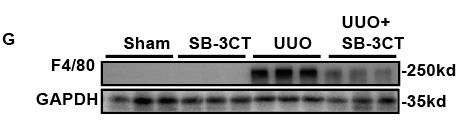 G
UUO+
Sham SB-3CT UUO SB-3CT
F4/80 -250kd
GAPDH -35kd